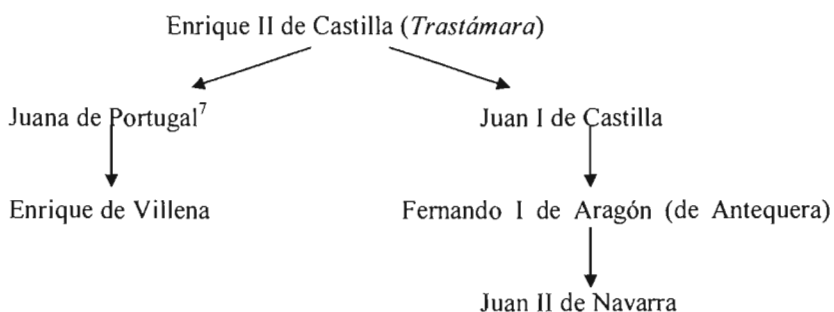 Enrique II de Castilla (Trastámara)
Juana de Portugal7
Juan I de Castilla
Enrique de Villena
Fernando I de Aragón (de Antequera)
Juan II de Navarra